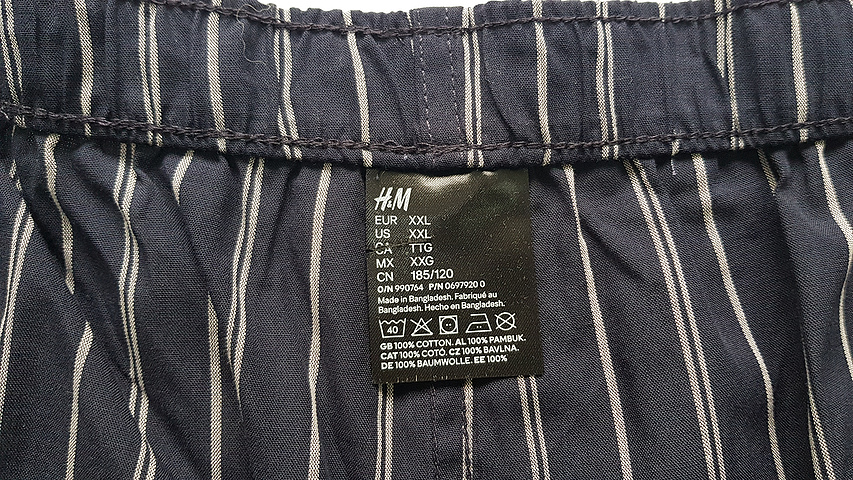 H&M
EUR XXL
US XXL
CA TTG
MX XXG
CN 185/120
O/N 990764 P/N 0697920 0
Made in Bangladesh. Fabriqué au
Bangladesh. Hecho en Bangladesh.
40
GB 100% COTTON. AL 100% PAMBUK.
CAT 100% COTÓ. CZ 100% BAVLNA.
DE 100% BAUMWOLLE. EE 100%